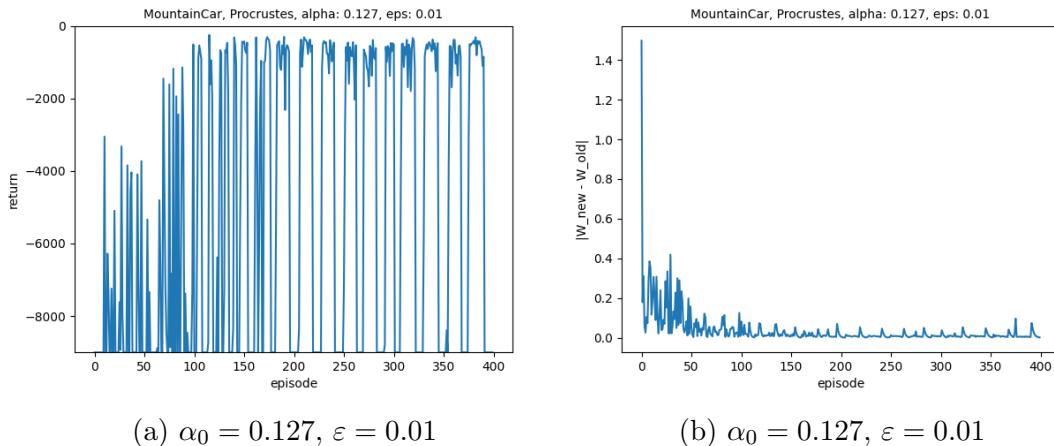 MountainCar, Procrustes, alpha: 0.127, eps: 0.01
0
−2000
−4000
−6000
−8000
return
0 50 100 150 200 250 300 350 400
episode
(a) α₀ = 0.127, ε = 0.01
MountainCar, Procrustes, alpha: 0.127, eps: 0.01
1.4
1.2
1.0
0.8
0.6
0.4
0.2
0.0
|W_new - W_old|
0 50 100 150 200 250 300 350 400
episode
(b) α₀ = 0.127, ε = 0.01